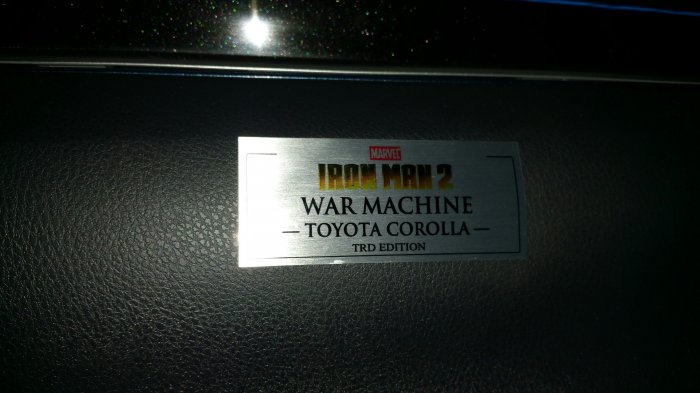 MARVEL
IRON MAN 2
WAR MACHINE
— TOYOTA COROLLA —
TRD EDITION